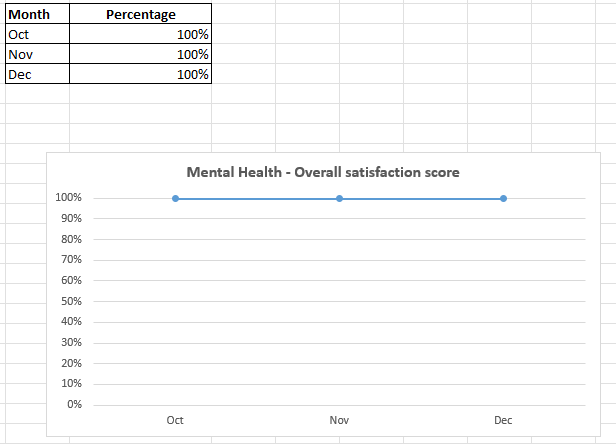 Month Percentage
Oct 100%
Nov 100%
Dec 100%
Mental Health - Overall satisfaction score
100%
90%
80%
70%
60%
50%
40%
30%
20%
10%
0%
Oct Nov Dec